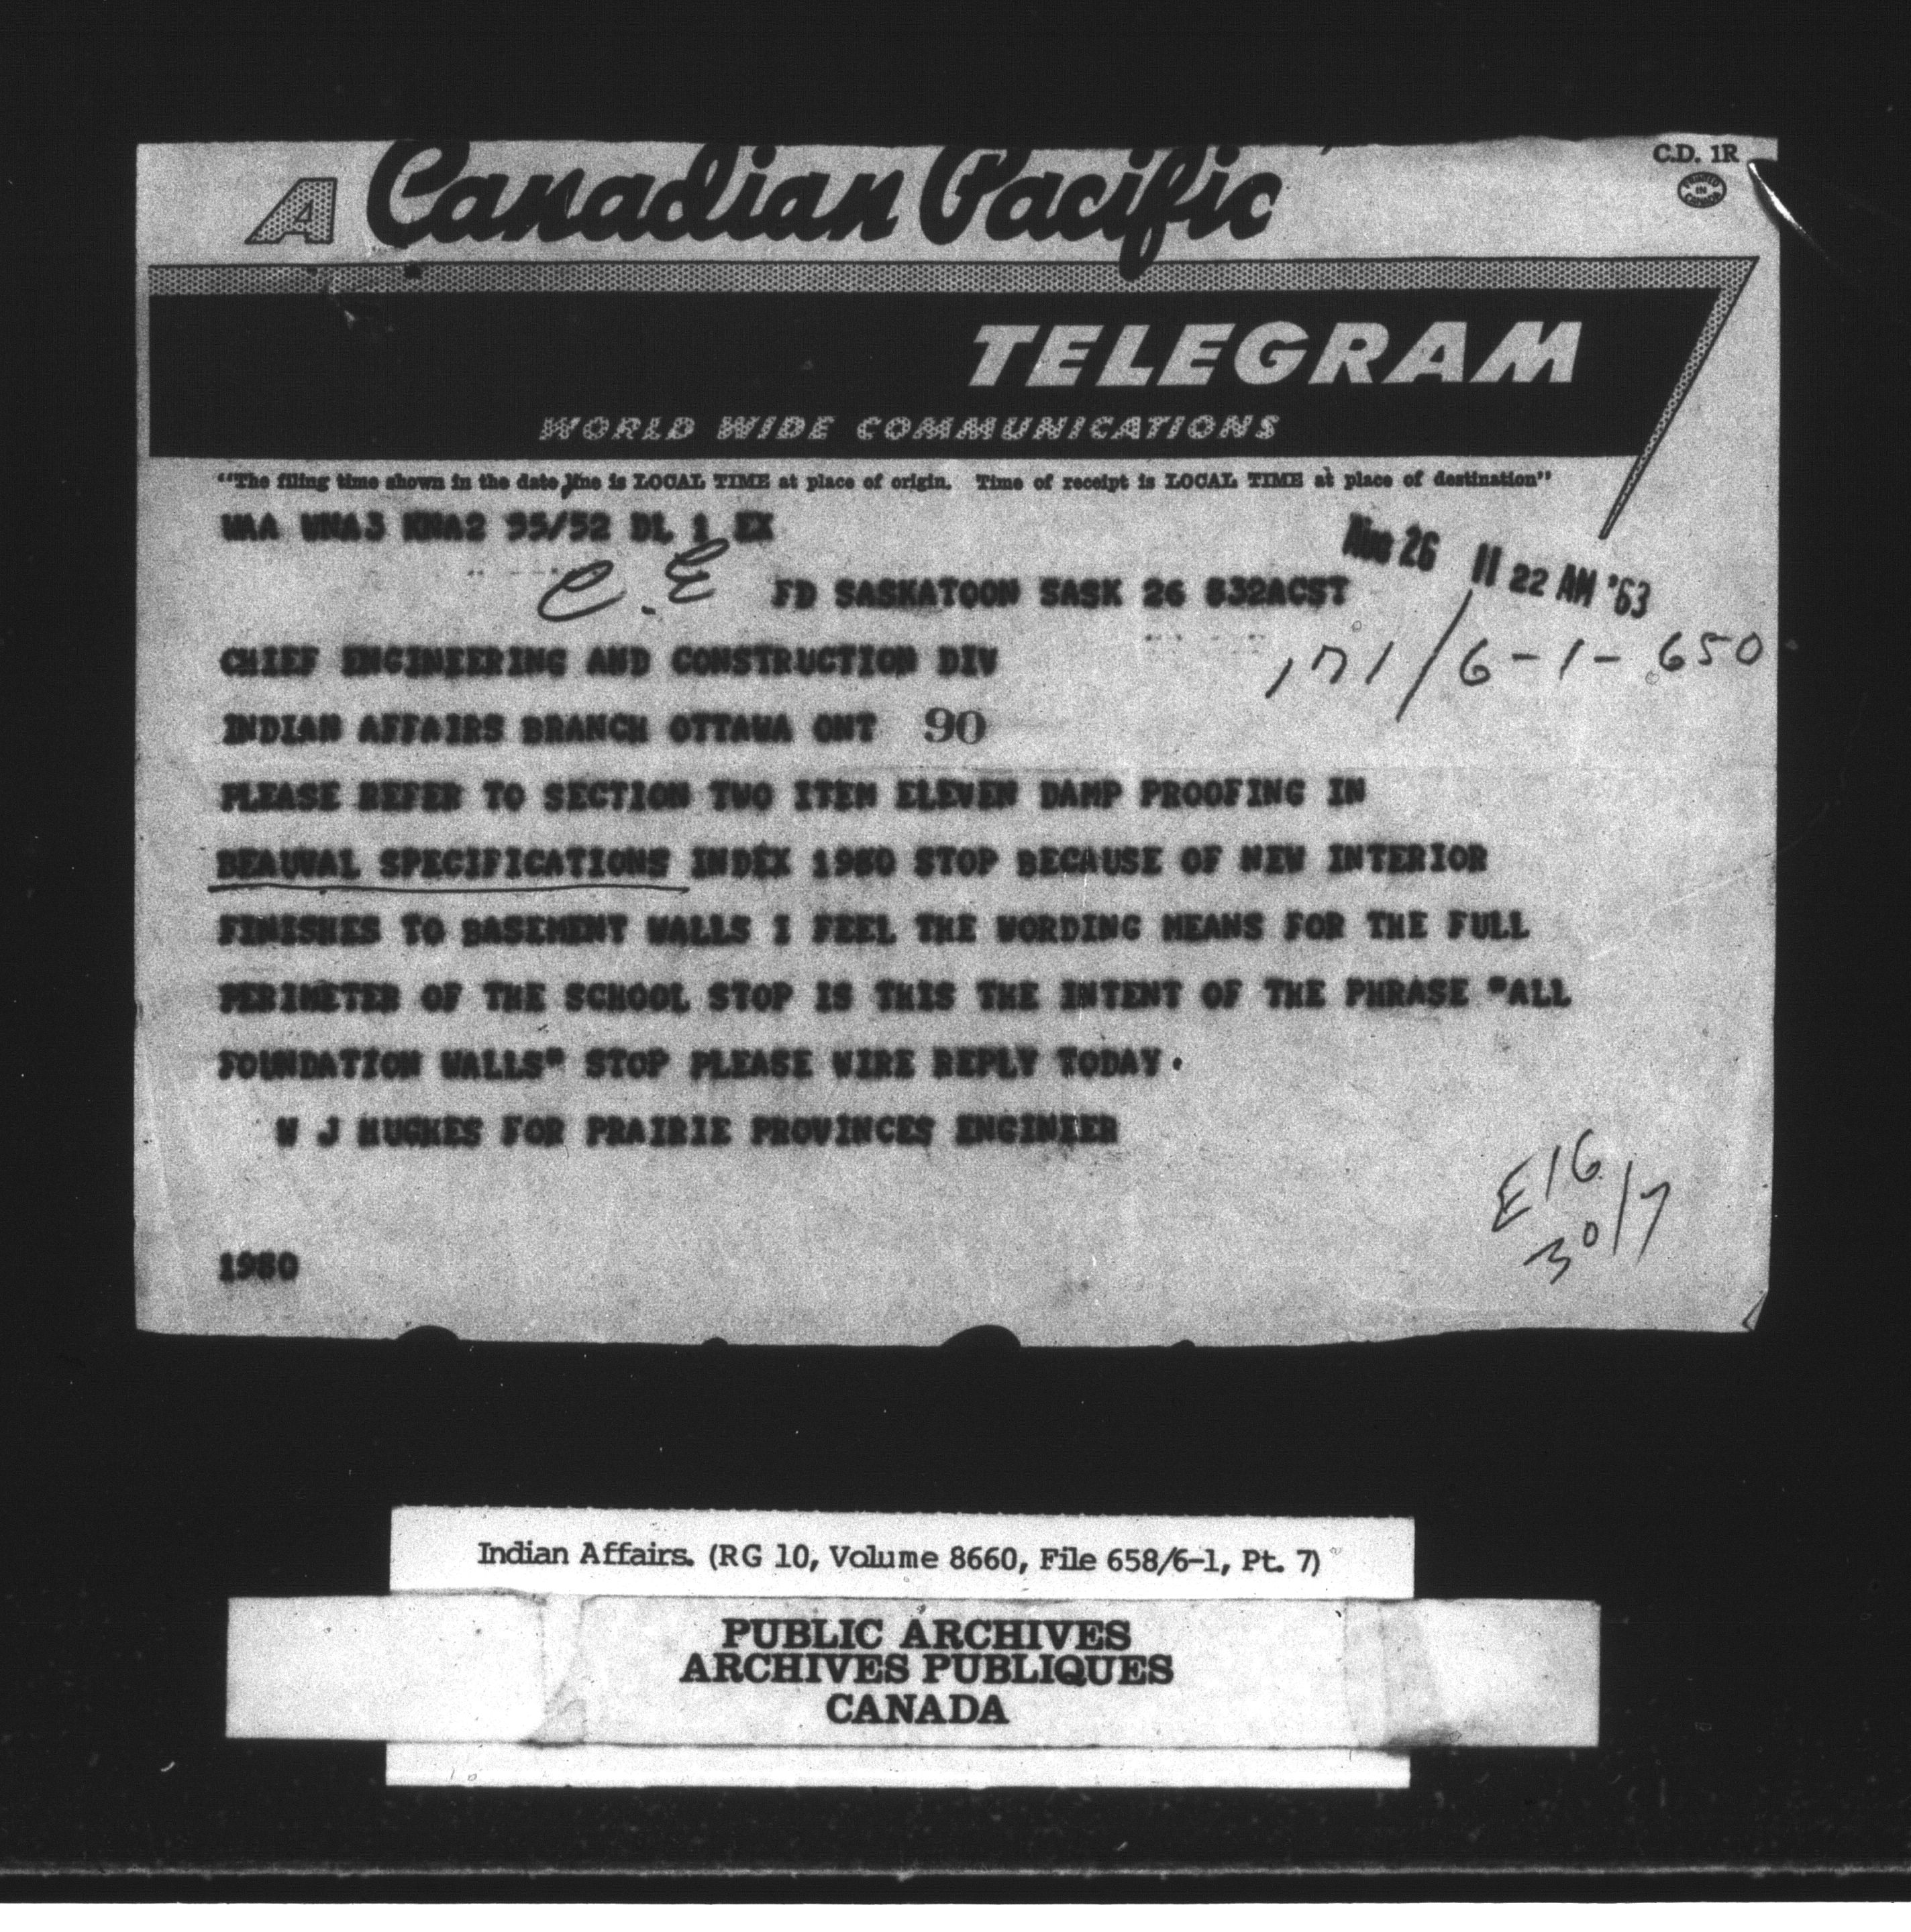 A Canadian Pacific
C.D. 1R
TELEGRAM
WORLD WIDE COMMUNICATIONS
"The filing time shown in the date line is LOCAL TIME at place of origin. Time of receipt is LOCAL TIME at place of destination"
WAA WNA3 KNA2 55/52 DL 1 EX
AUG 26 11 22 AM '63
C.E FD SASKATOON SASK 26 832ACST
171/6-1-650
CHIEF ENGINEERING AND CONSTRUCTION DIV
INDIAN AFFAIRS BRANCH OTTAWA ONT 90
PLEASE REFER TO SECTION TWO ITEM ELEVEN DAMP PROOFING IN
BEAUVAL SPECIFICATIONS INDEX 1980 STOP BECAUSE OF NEW INTERIOR
FINISHES TO BASEMENT WALLS I FEEL THE WORDING MEANS FOR THE FULL
PERIMETER OF THE SCHOOL STOP IS THIS THE INTENT OF THE PHRASE "ALL
FOUNDATION WALLS" STOP PLEASE WIRE REPLY TODAY.
W J HUGHES FOR PRAIRIE PROVINCES ENGINEER
E16
30/7
1980
Indian Affairs. (RG 10, Volume 8660, File 658/6-1, Pt. 7)
PUBLIC ARCHIVES
ARCHIVES PUBLIQUES
CANADA